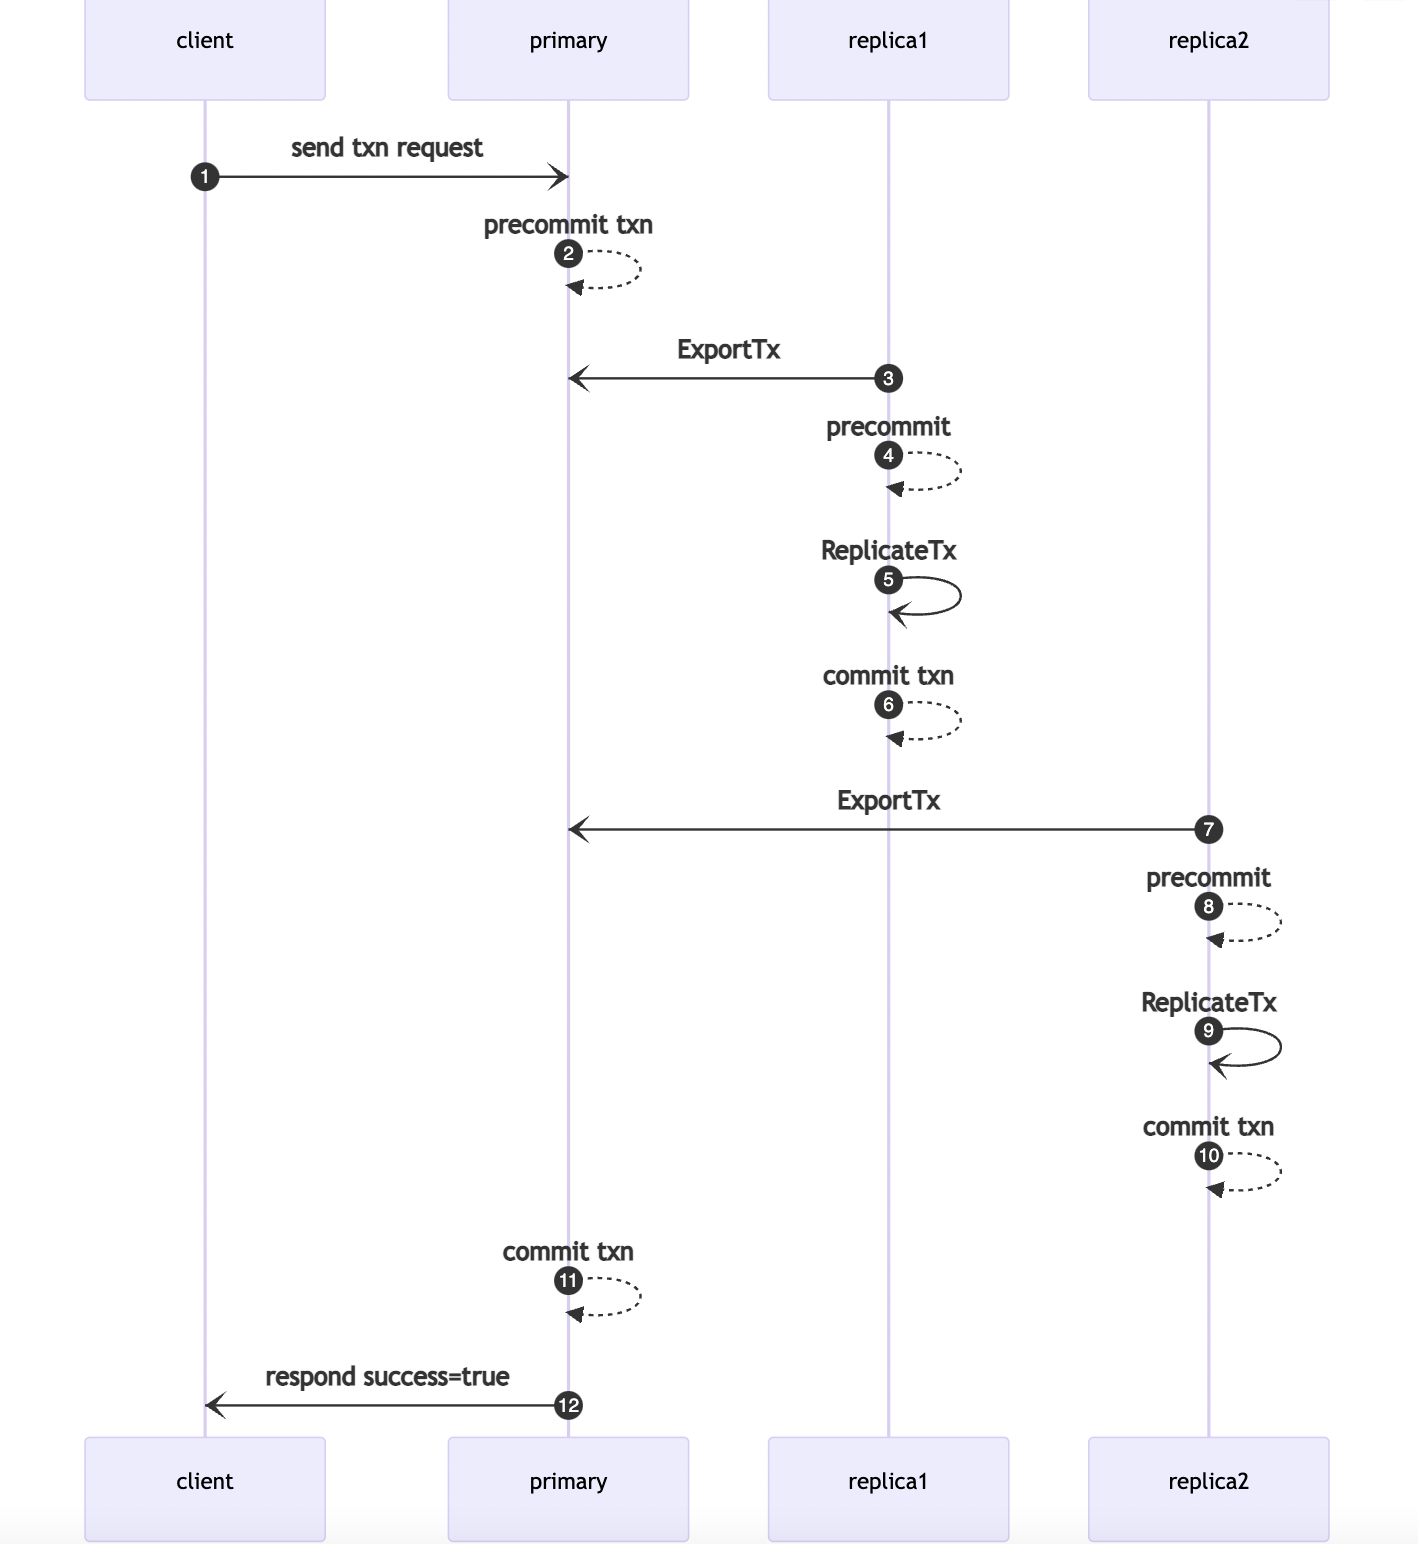 client
primary
replica1
replica2
send txn request
1
precommit txn
2
ExportTx
3
precommit
4
ReplicateTx
5
commit txn
6
ExportTx
7
precommit
8
ReplicateTx
9
commit txn
10
commit txn
11
respond success=true
12
client
primary
replica1
replica2